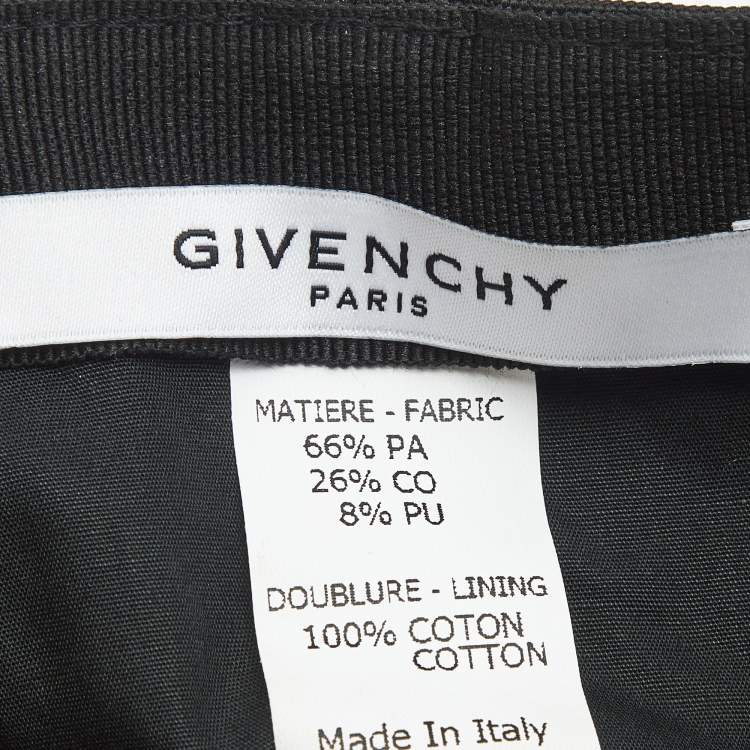 GIVENCHY
PARIS
MATIERE - FABRIC
66% PA
26% CO
8% PU
DOUBLURE - LINING
100% COTON
COTTON
Made In Italy